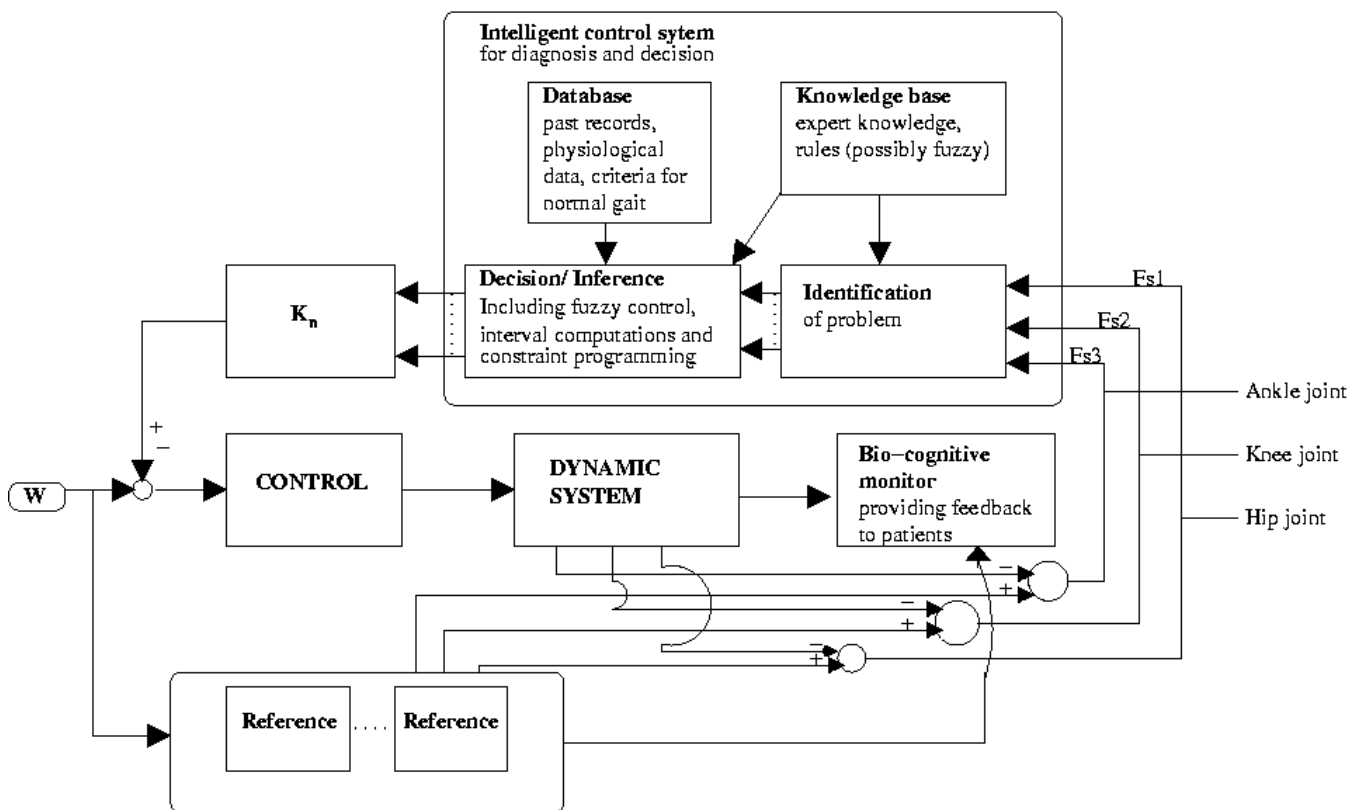 Intelligent control sytem
for diagnosis and decision
Database
past records,
physiological
data, criteria for
normal gait
Knowledge base
expert knowledge,
rules (possibly fuzzy)
Kn
Decision/ Inference
Including fuzzy control,
interval computations and
constraint programming
Identification
of problem
Fs1
Fs2
Fs3
Ankle joint
Knee joint
Hip joint
+
−
W
CONTROL
DYNAMIC
SYSTEM
Bio−cognitive
monitor
providing feedback
to patients
−
+
−
+
−
+
Reference
. . . .
Reference